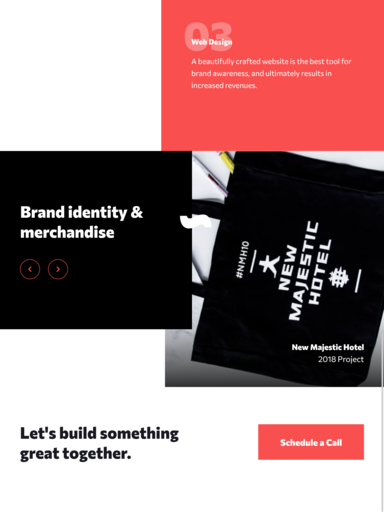 03
Web Design
A beautifully crafted website is the best tool for
brand awareness, and ultimately results in
increased revenues.
Brand identity &
merchandise
#NMH10
NEW
MAJESTIC
HOTEL
New Majestic Hotel
2018 Project
Let's build something
great together.
Schedule a Call